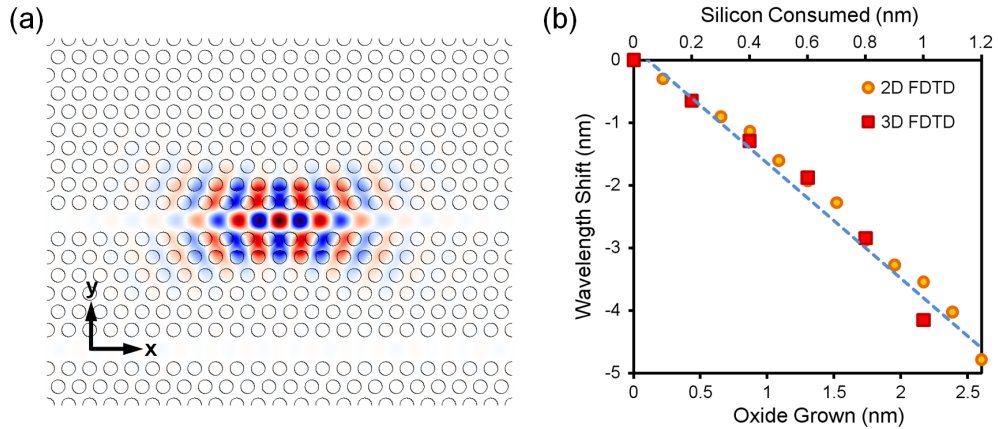 (a)
y
x
(b)
Silicon Consumed (nm)
0 0.2 0.4 0.6 0.8 1 1.2
0
-1
-2
-3
-4
-5
Wavelength Shift (nm)
2D FDTD
3D FDTD
0 0.5 1 1.5 2 2.5
Oxide Grown (nm)